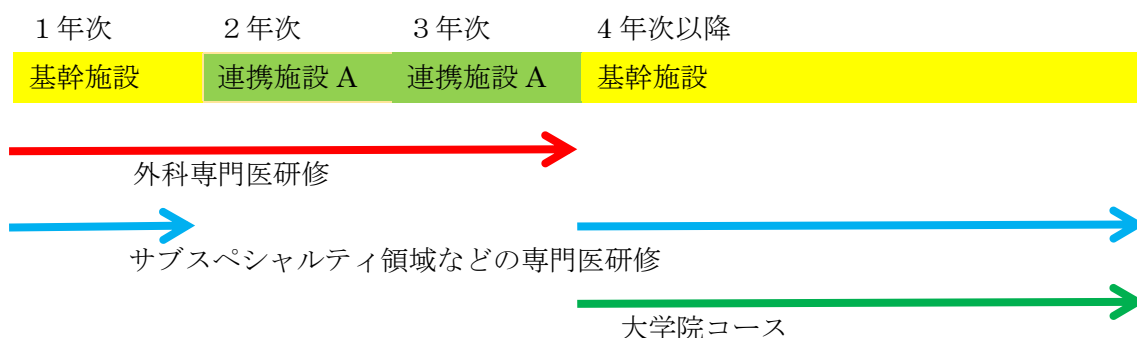 １年次 ２年次 ３年次 ４年次以降
基幹施設 連携施設 A 連携施設 A 基幹施設
外科専門医研修
サブスペシャルティ領域などの専門医研修
大学院コース